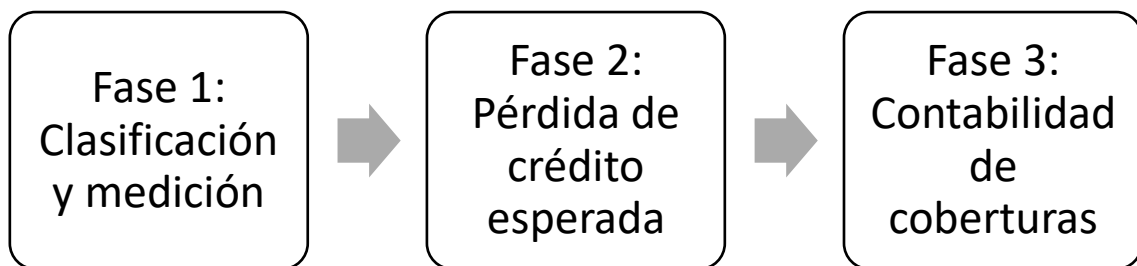 Fase 1:
Clasificación
y medición
Fase 2:
Pérdida de
crédito
esperada
Fase 3:
Contabilidad
de
coberturas